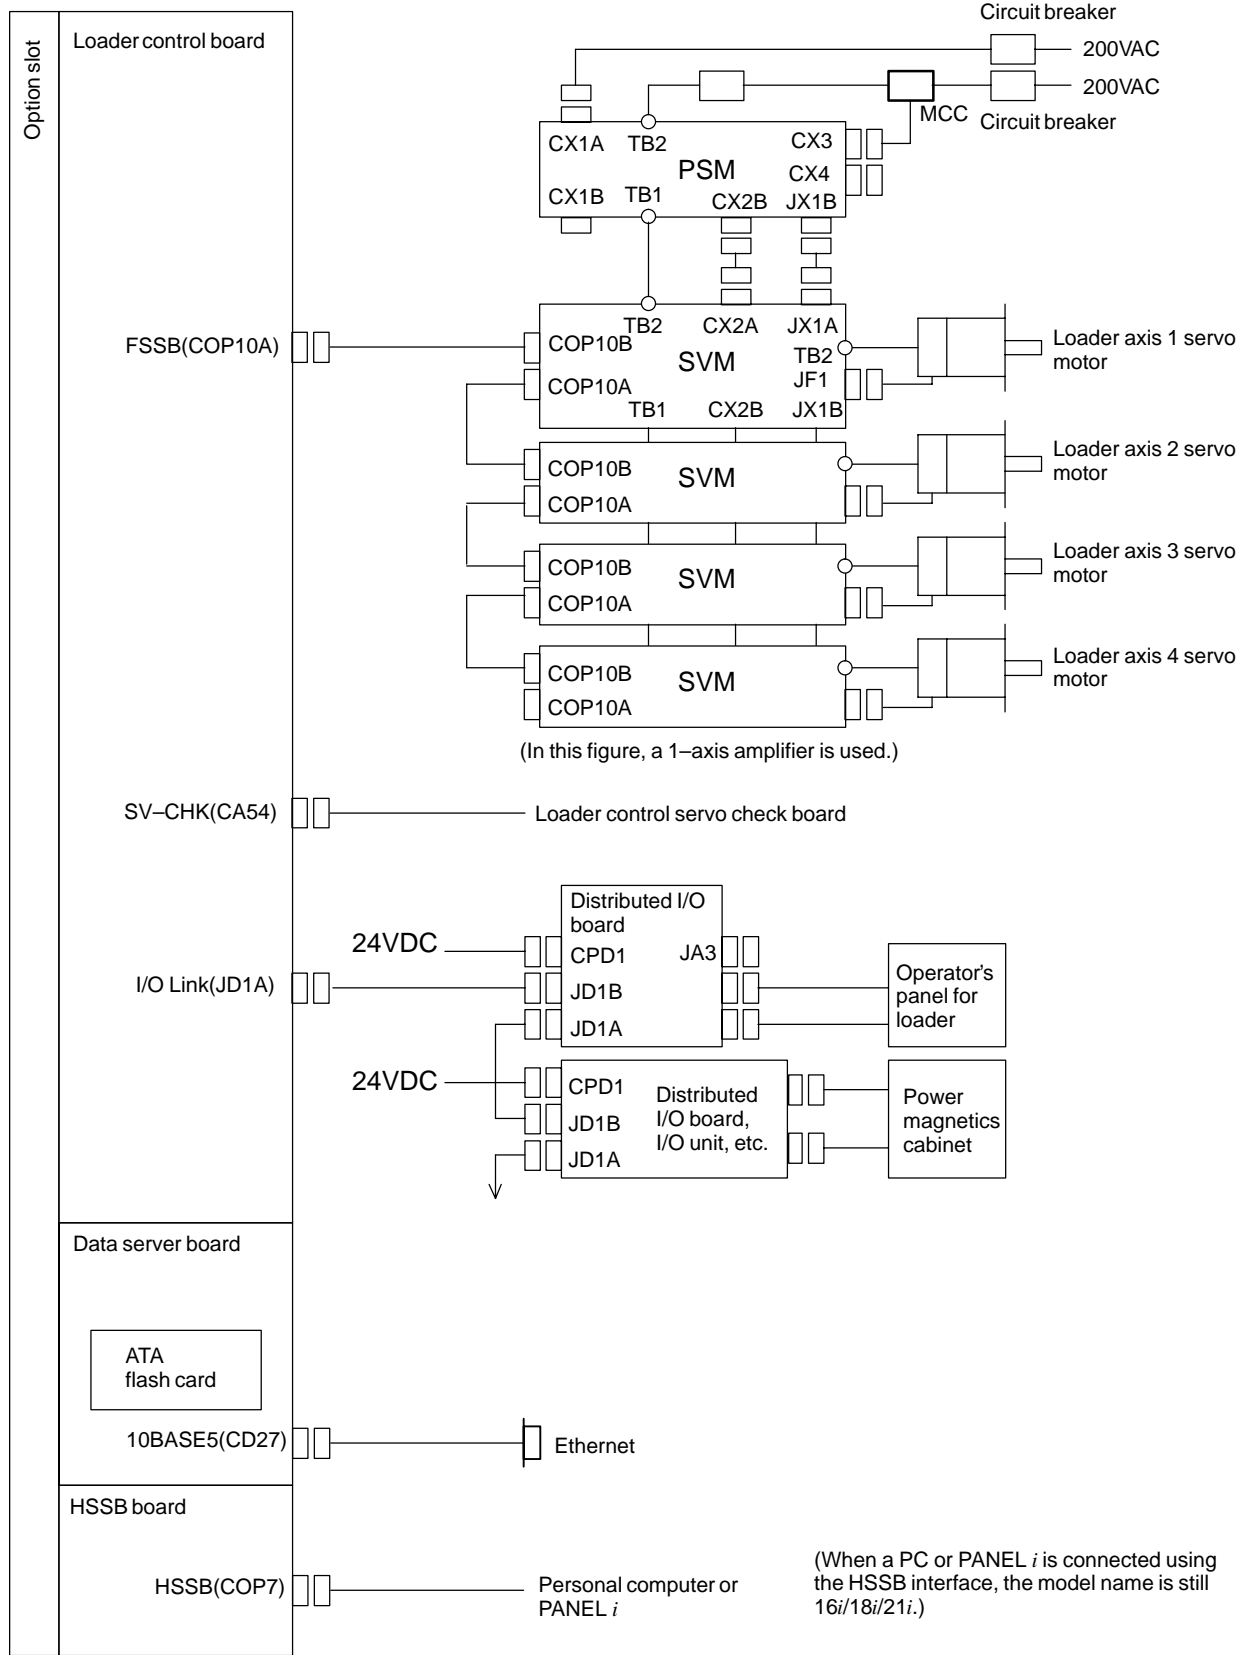 Option slot
Loader control board
Circuit breaker
200VAC
200VAC
MCC
Circuit breaker
CX1A
TB2
CX3
PSM
CX4
CX1B
TB1
CX2B
JX1B
FSSB(COP10A)
COP10B
TB2
CX2A
JX1A
SVM
TB2
COP10A
JF1
TB1
CX2B
JX1B
Loader axis 1 servo
motor
COP10B
SVM
COP10A
Loader axis 2 servo
motor
COP10B
SVM
COP10A
Loader axis 3 servo
motor
COP10B
SVM
COP10A
Loader axis 4 servo
motor
(In this figure, a 1–axis amplifier is used.)
SV–CHK(CA54)
Loader control servo check board
Distributed I/O
board
24VDC
CPD1
JA3
I/O Link(JD1A)
JD1B
JD1A
Operator's
panel for
loader
24VDC
CPD1
JD1B
JD1A
Distributed
I/O board,
I/O unit, etc.
Power
magnetics
cabinet
Data server board
ATA
flash card
10BASE5(CD27)
Ethernet
HSSB board
HSSB(COP7)
Personal computer or
PANEL i
(When a PC or PANEL i is connected using
the HSSB interface, the model name is still
16i/18i/21i.)